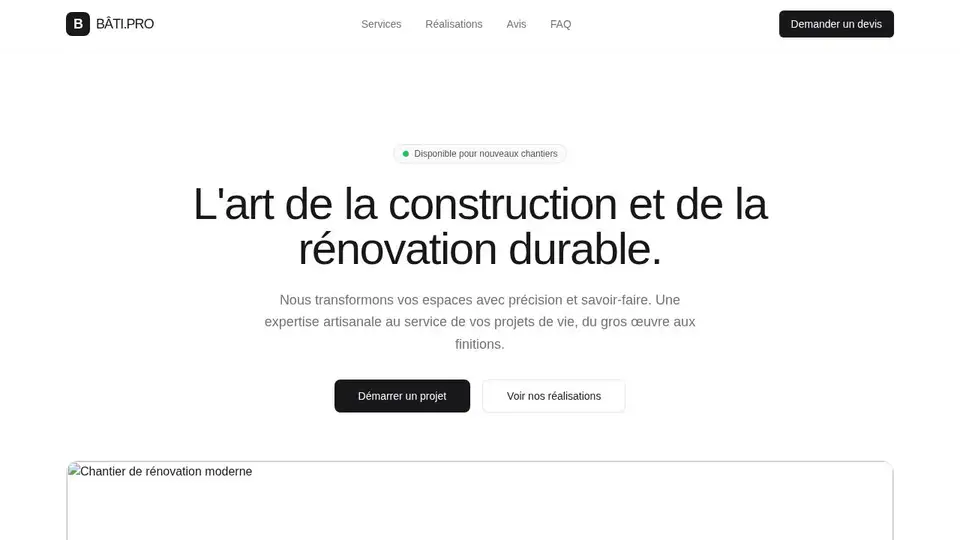 B BÂTI.PRO
Services
Réalisations
Avis
FAQ
Demander un devis
Disponible pour nouveaux chantiers
L'art de la construction et de la
rénovation durable.
Nous transformons vos espaces avec précision et savoir-faire. Une
expertise artisanale au service de vos projets de vie, du gros œuvre aux
finitions.
Démarrer un projet
Voir nos réalisations
Chantier de rénovation moderne